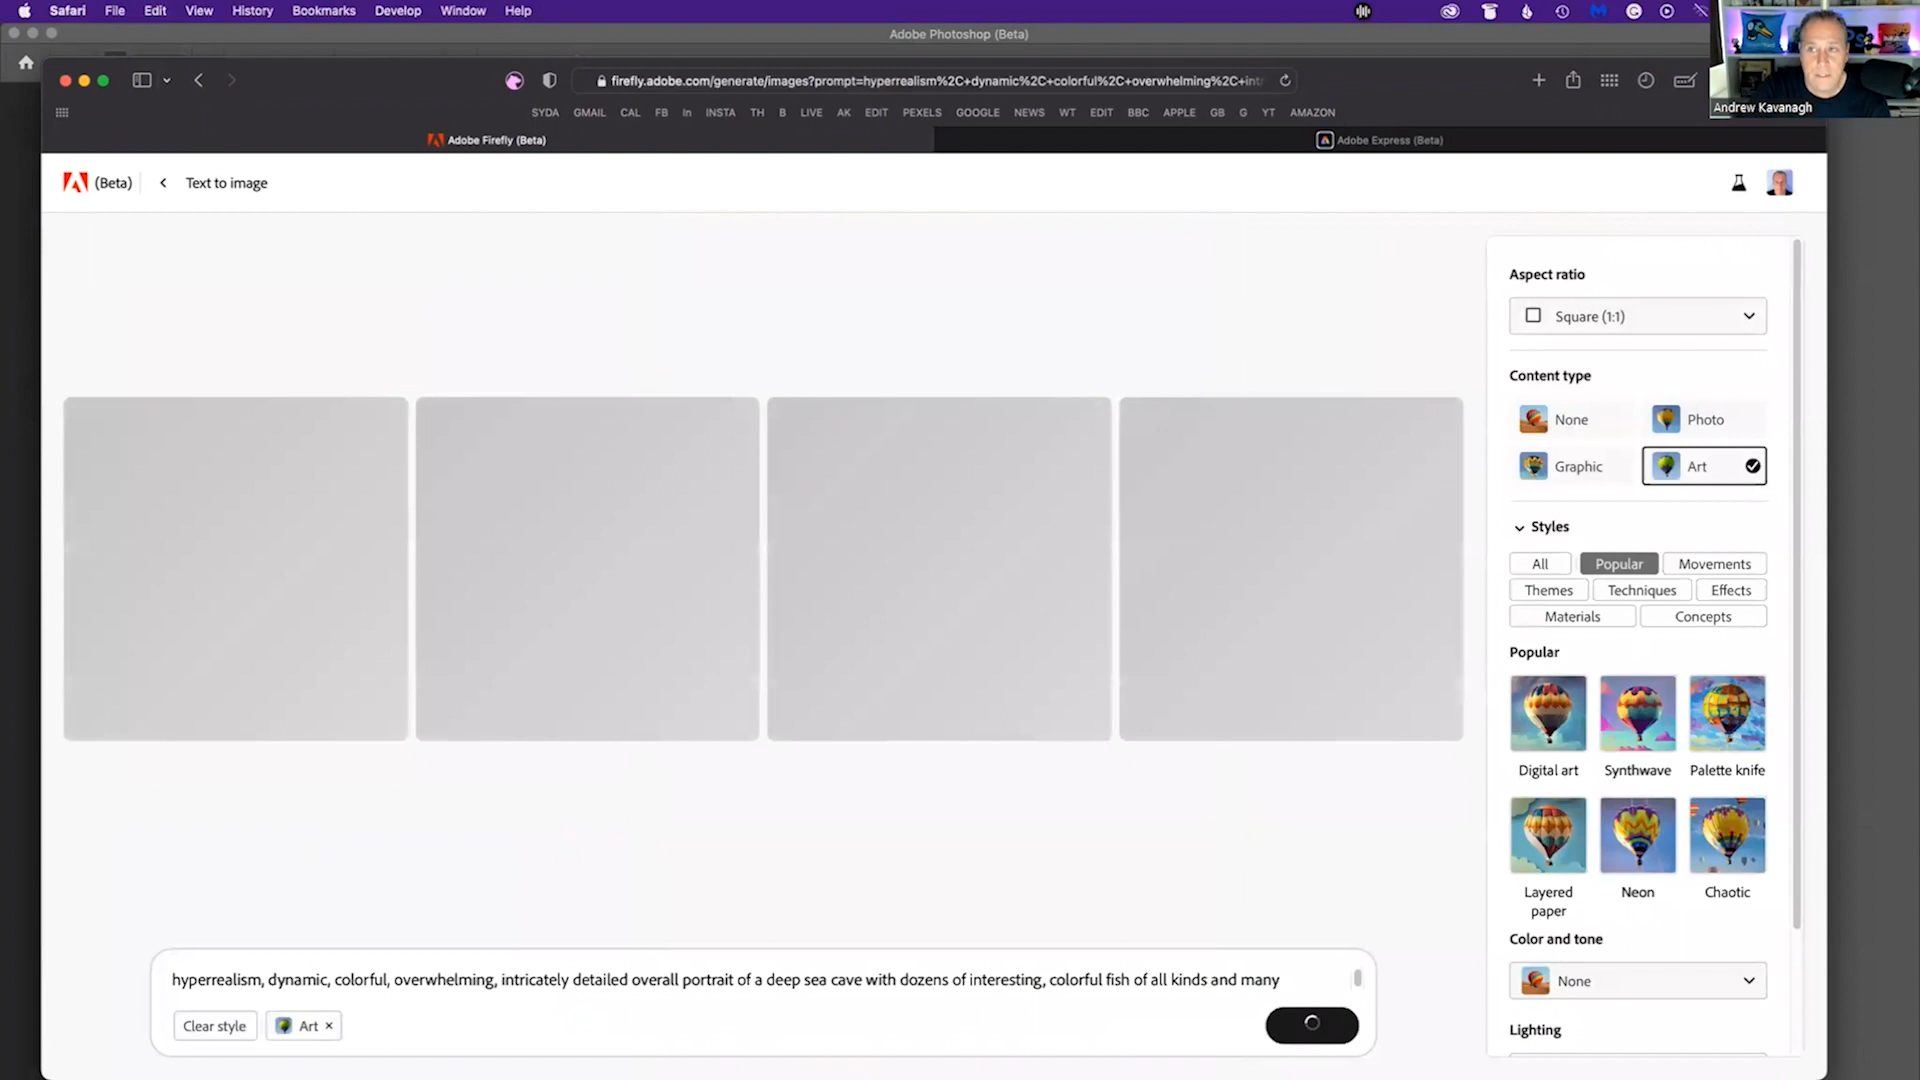 Safari File Edit View History Bookmarks Develop Window Help
Adobe Photoshop (Beta)
firefly.adobe.com/generate/images?prompt=hyperrealism%2C+dynamic%2C+colorful%2C+overwhelming%2C+int
SYDA GMAIL CAL FB In INSTA TH B LIVE AK EDIT PEXELS GOOGLE NEWS WT EDIT BBC APPLE GB G YT AMAZON
Andrew Kavanagh
Adobe Firefly (Beta) Adobe Express (Beta)
(Beta) Text to image
Aspect ratio
Square (1:1)
Content type
None Photo
Graphic Art
Styles
All Popular Movements
Themes Techniques Effects
Materials Concepts
Popular
Digital art Synthwave Palette knife
Layered paper Neon Chaotic
Color and tone
None
Lighting
hyperrealism, dynamic, colorful, overwhelming, intricately detailed overall portrait of a deep sea cave with dozens of interesting, colorful fish of all kinds and many
Clear style Art ×